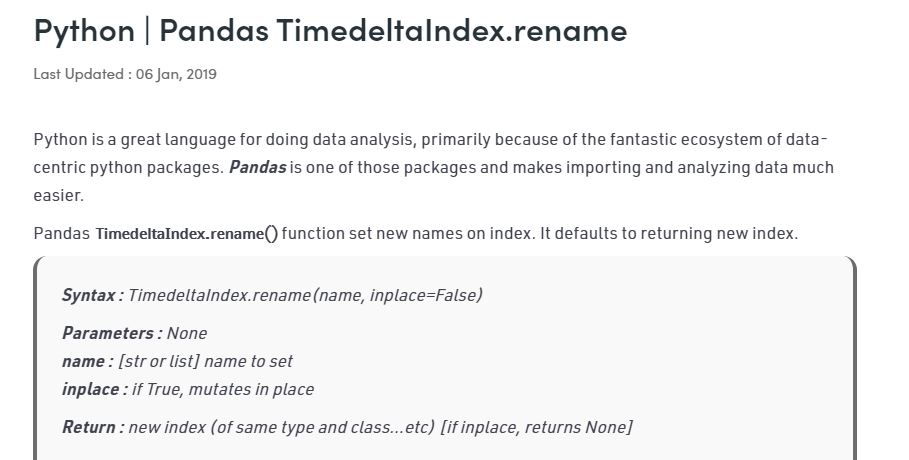 Python | Pandas TimedeltaIndex.rename
Last Updated : 06 Jan, 2019
Python is a great language for doing data analysis, primarily because of the fantastic ecosystem of data-
centric python packages. Pandas is one of those packages and makes importing and analyzing data much
easier.
Pandas TimedeltaIndex.rename() function set new names on index. It defaults to returning new index.
Syntax : TimedeltaIndex.rename(name, inplace=False)
Parameters : None
name : [str or list] name to set
inplace : if True, mutates in place
Return : new index (of same type and class...etc) [if inplace, returns None]